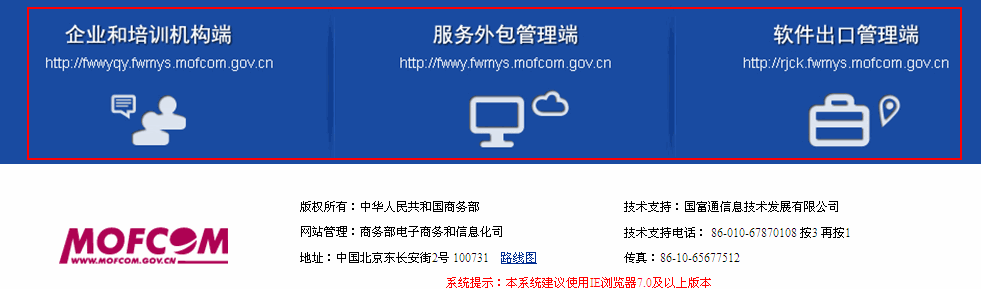 企业和培训机构端
http://fwwyqy.fwmys.mofcom.gov.cn
服务外包管理端
http://fwwy.fwmys.mofcom.gov.cn
软件出口管理端
http://rjck.fwmys.mofcom.gov.cn
MOFCOM
WWW.MOFCOM.GOV.CN
版权所有：中华人民共和国商务部
网站管理：商务部电子商务和信息化司
地址：中国北京东长安街2号 100731 路线图
技术支持：国富通信息技术发展有限公司
技术支持电话： 86-010-67870108 按3 再按1
传真：86-10-65677512
系统提示：本系统建议使用IE浏览器7.0及以上版本